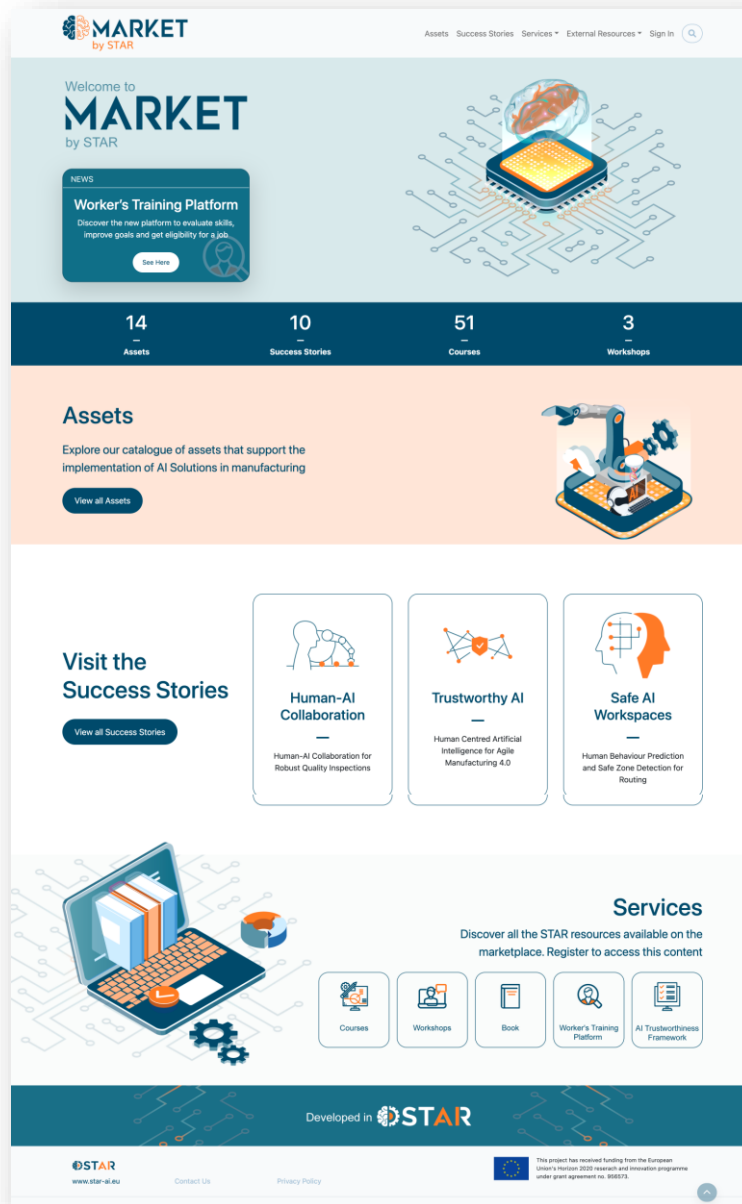 MARKET
by STAR
Assets Success Stories Services External Resources Sign In
Welcome to
MARKET
by STAR
NEWS
Worker's Training Platform
Discover the new platform to evaluate skills,
improve goals and get eligibility for a job
See Here
14 10 51 3
Assets Success Stories Courses Workshops
Assets
Explore our catalogue of assets that support the
implementation of AI Solutions in manufacturing
View all Assets
AI
Visit the
Success Stories
View all Success Stories
Human-AI
Collaboration
Human-AI Collaboration for
Robust Quality Inspections
Trustworthy AI
Human Centred Artificial
Intelligence for Agile
Manufacturing 4.0
Safe AI
Workspaces
Human Behaviour Prediction
and Safe Zone Detection for
Routing
Services
Discover all the STAR resources available on the
marketplace. Register to access this content
Courses
Workshops
Book
Worker's Training
Platform
AI Trustworthiness
Framework
Developed in STAR
STAR
www.star-ai.eu
Contact Us
Privacy Policy
This project has received funding from the European
Union's Horizon 2020 reserach and innovation programme
under grant agreement no. 956573.